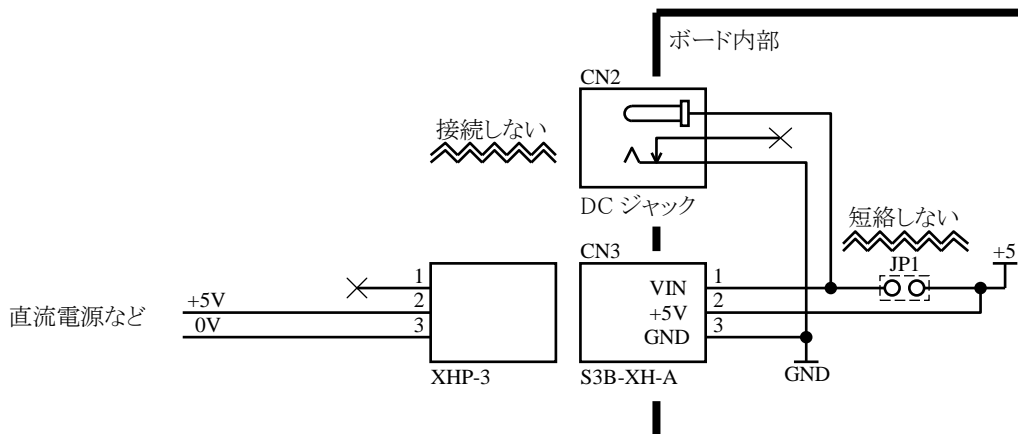 ボード内部
CN2
接続しない
DC ジャック
短絡しない
CN3
JP1
+5
1
VIN
1
+5V
2
+5V
2
直流電源など
0V
3
GND
3
XHP-3
S3B-XH-A
GND